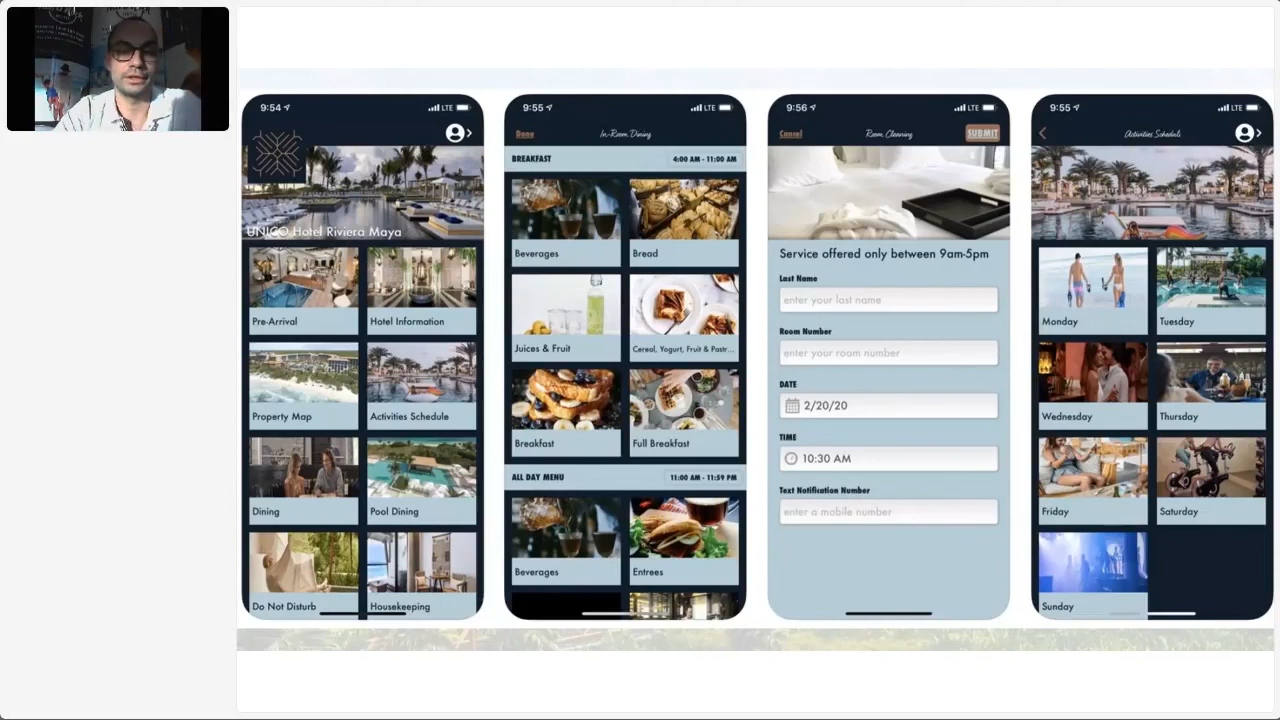 9:54
LTE
UNICO Hotel Riviera Maya
Pre-Arrival
Hotel Information
Property Map
Activities Schedule
Dining
Pool Dining
Do Not Disturb
Housekeeping
9:55
LTE
Done
In-Room Dining
BREAKFAST
4:00 AM - 11:00 AM
Beverages
Bread
Juices & Fruit
Cereal, Yogurt, Fruit & Pastr...
Breakfast
Full Breakfast
ALL DAY MENU
11:00 AM - 11:59 PM
Beverages
Entrees
9:56
LTE
Cancel
Room Cleaning
SUBMIT
Service offered only between 9am-5pm
Last Name
enter your last name
Room Number
enter your room number
DATE
2/20/20
TIME
10:30 AM
Text Notification Number
enter a mobile number
9:55
LTE
Activities Schedule
Monday
Tuesday
Wednesday
Thursday
Friday
Saturday
Sunday